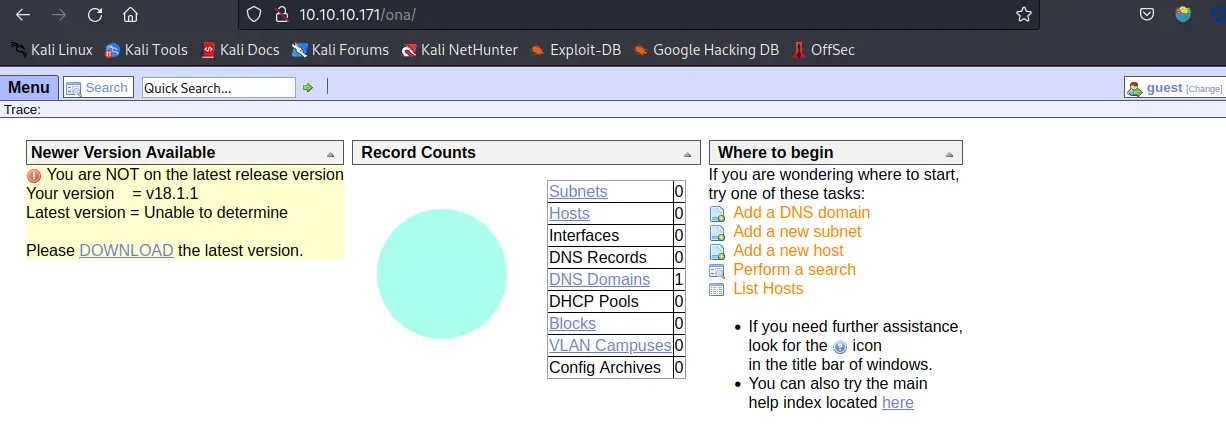 10.10.10.171/ona/
Kali Linux Kali Tools Kali Docs Kali Forums Kali NetHunter Exploit-DB Google Hacking DB OffSec
Menu Search Quick Search... guest [Change]
Trace:
Newer Version Available
You are NOT on the latest release version
Your version = v18.1.1
Latest version = Unable to determine
Please DOWNLOAD the latest version.
Record Counts
Subnets 0
Hosts 0
Interfaces 0
DNS Records 0
DNS Domains 1
DHCP Pools 0
Blocks 0
VLAN Campuses 0
Config Archives 0
Where to begin
If you are wondering where to start,
try one of these tasks:
Add a DNS domain
Add a new subnet
Add a new host
Perform a search
List Hosts
• If you need further assistance,
look for the icon
in the title bar of windows.
• You can also try the main
help index located here